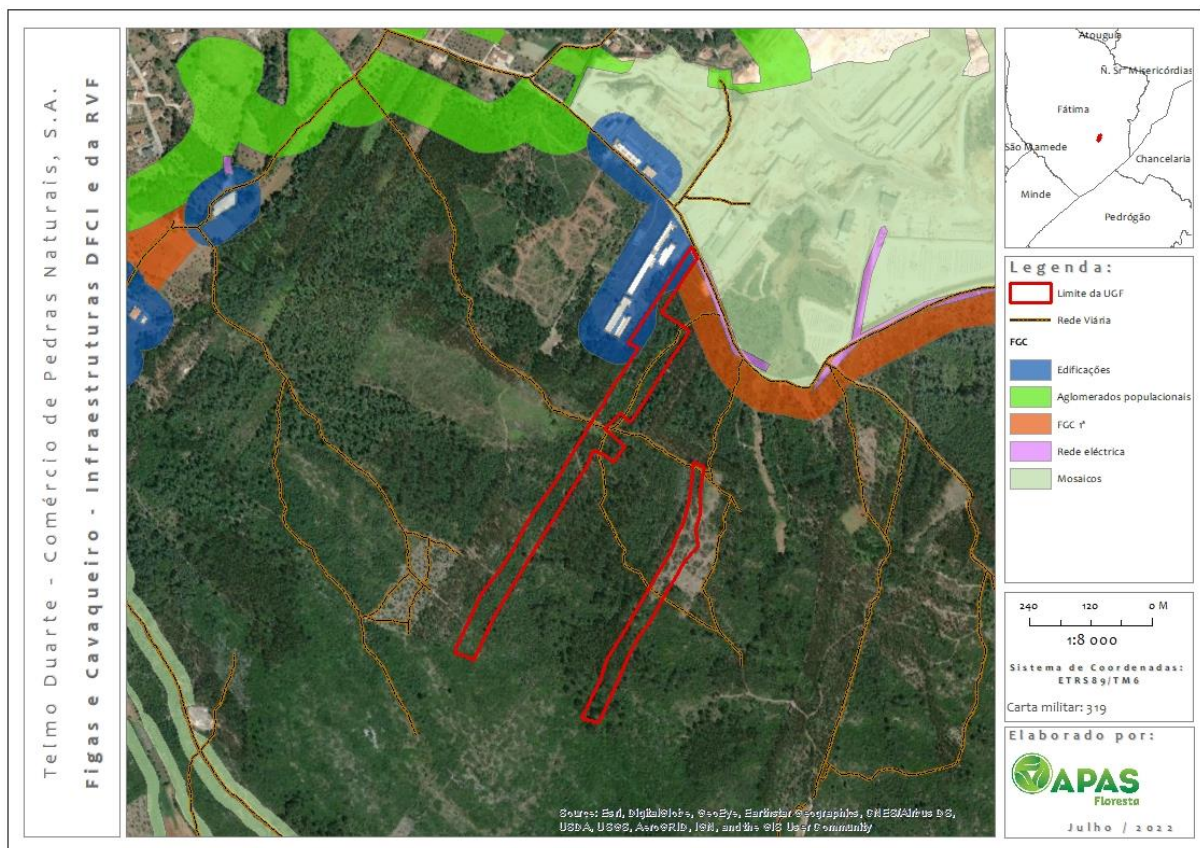 Telmo Duarte - Comércio de Pedras Naturais, S.A.
Figas e Cavaqueiro - Infraestruturas DFCI e da RVF
Atouguia
Ñ. Srª Misericórdias
Fátima
São Mamede
Chancelaria
Minde
Pedrógão
Legenda:
Limite da UGF
Rede Viária
FGC
Edificações
Aglomerados populacionais
FGC 1ª
Rede eléctrica
Mosaicos
240 120 0 M
1:8 000
Sistema de Coordenadas:
ETRS89/TM6
Carta militar: 319
Elaborado por:
APAS
Floresta
Julho / 2022
Source: Esri, DigitalGlobe, GeoEye, Earthstar Geographics, CNES/Airbus DS,
USDA, USGS, AeroGRID, IGN, and the GIS User Community